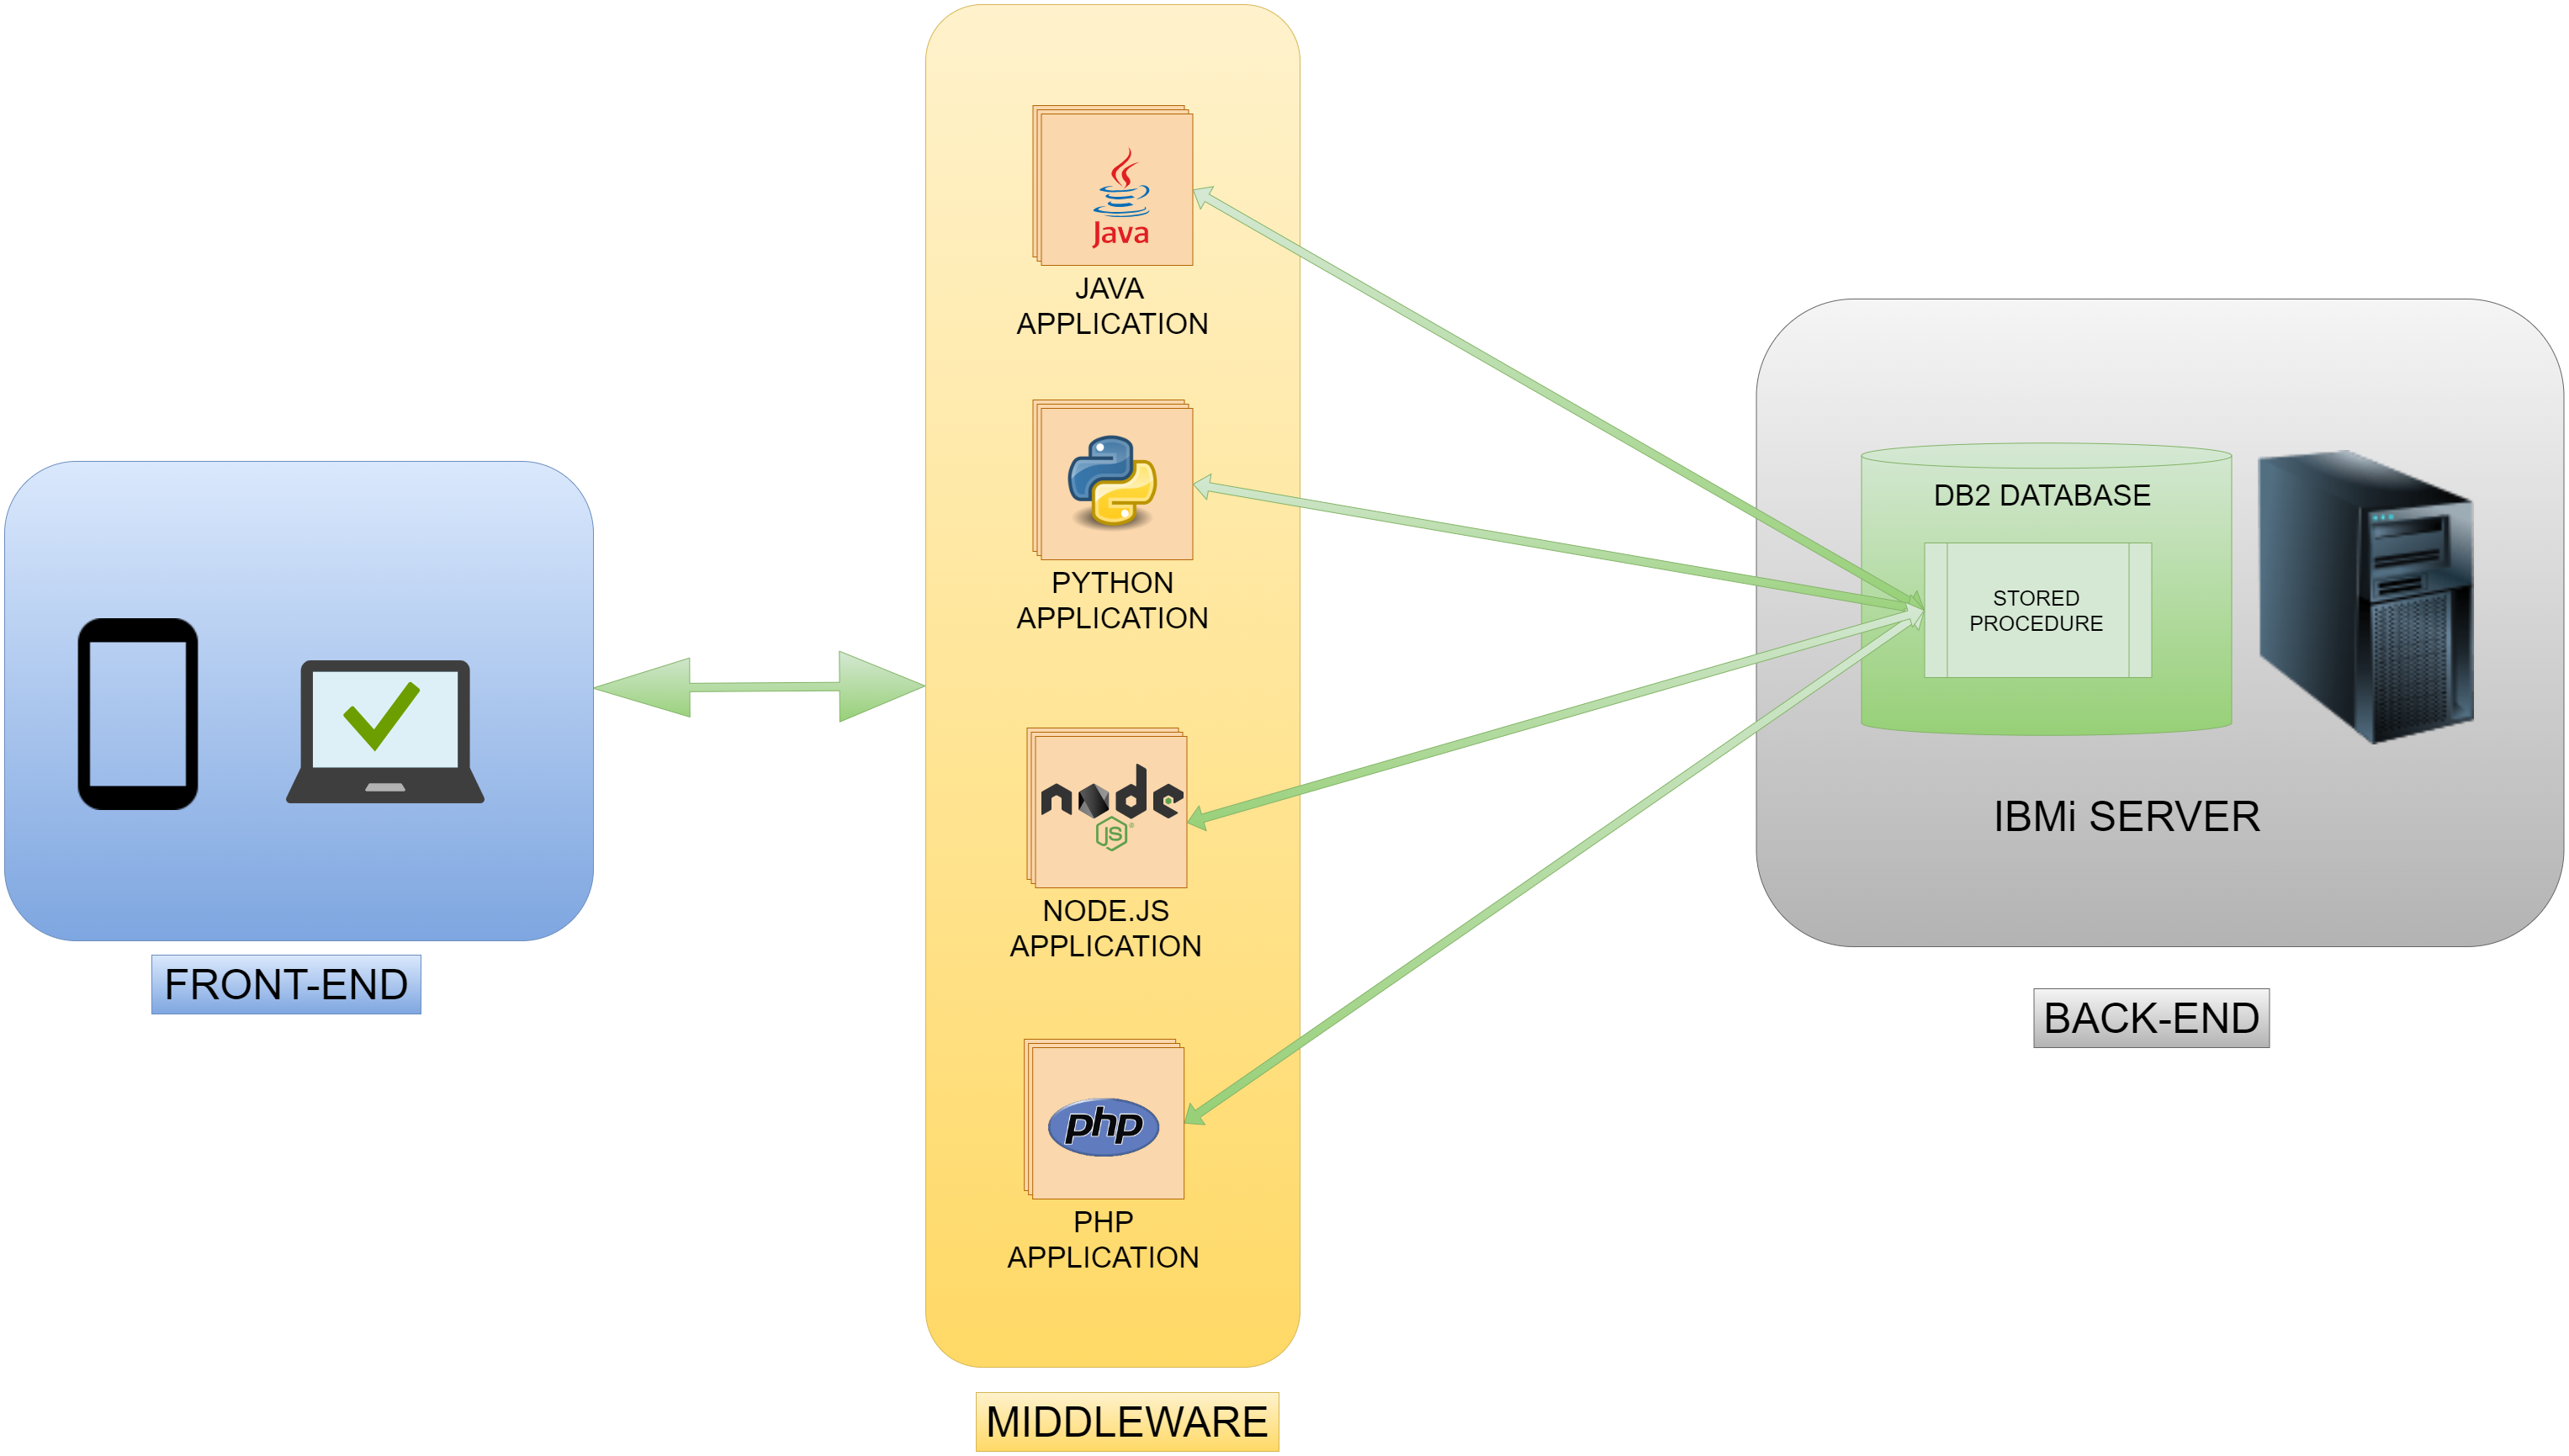 Java
JAVA
APPLICATION
PYTHON
APPLICATION
node
JS
NODE.JS
APPLICATION
php
PHP
APPLICATION
DB2 DATABASE
STORED
PROCEDURE
IBMi SERVER
FRONT-END
BACK-END
MIDDLEWARE